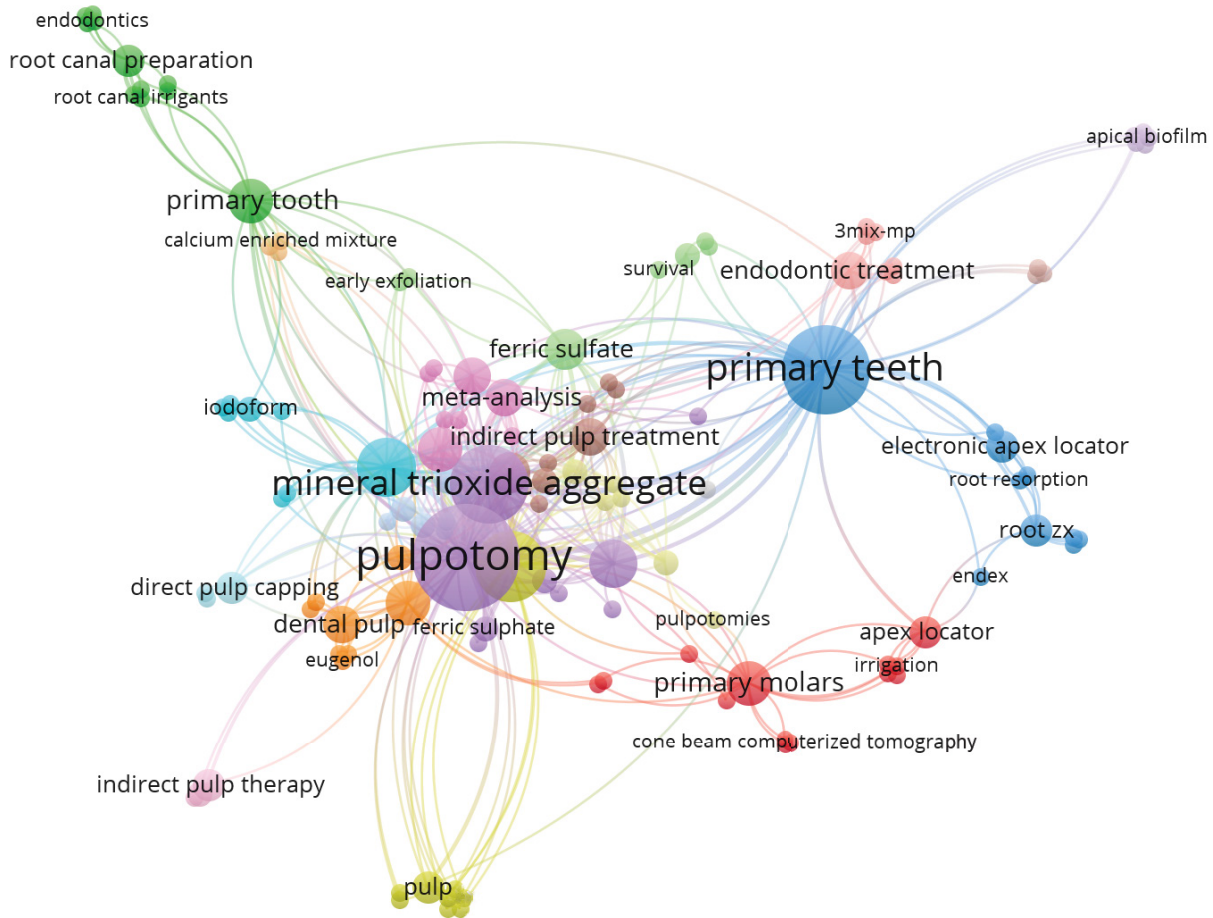 endodontics
root canal preparation
root canal irrigants
apical biofilm
primary tooth
3mix-mp
calcium enriched mixture
survival
endodontic treatment
early exfoliation
ferric sulfate
primary teeth
meta-analysis
iodoform
indirect pulp treatment
electronic apex locator
root resorption
mineral trioxide aggregate
root zx
pulpotomy
endex
direct pulp capping
pulpotomies
dental pulp
ferric sulphate
apex locator
eugenol
irrigation
primary molars
cone beam computerized tomography
indirect pulp therapy
pulp